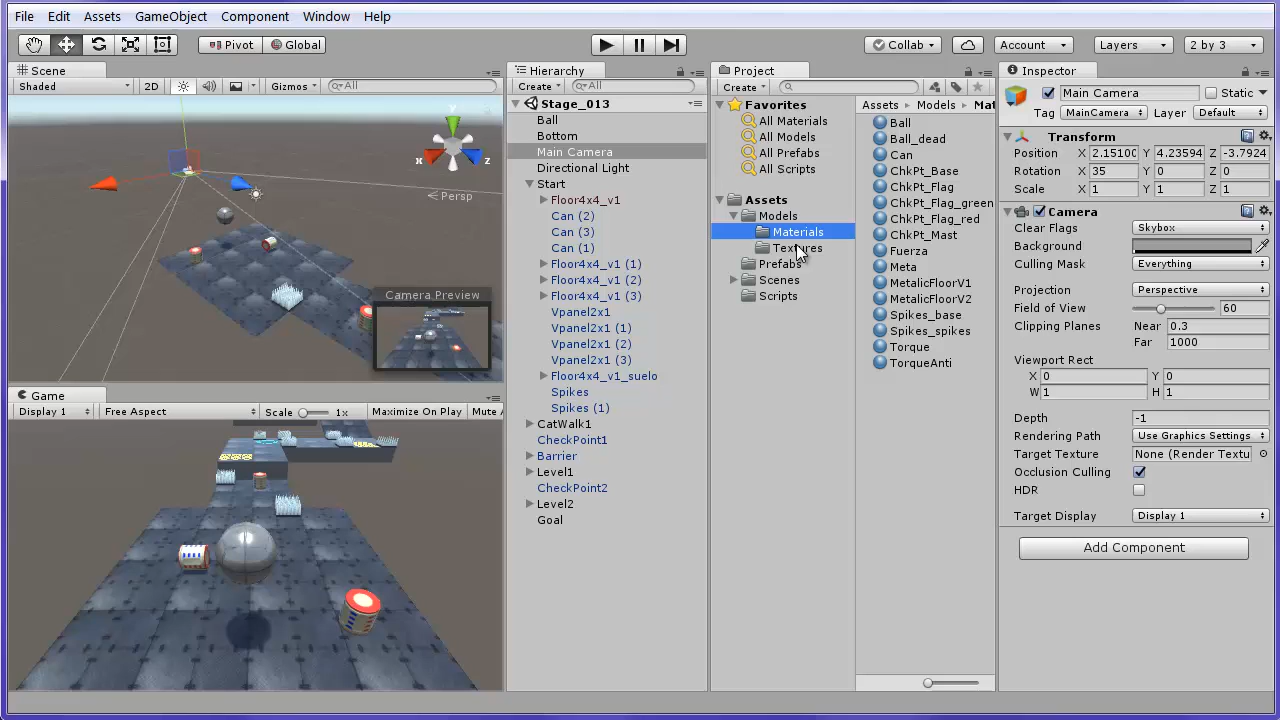 File Edit Assets GameObject Component Window Help
Pivot Global Collab Account Layers 2 by 3
Scene
Shaded 2D Gizmos All
Y
X Z
Persp
Camera Preview
Game
Display 1 Free Aspect Scale 1x Maximize On Play Mute A
Hierarchy
Create All
Stage_013
Ball
Bottom
Main Camera
Directional Light
Start
Floor4x4_v1
Can (2)
Can (3)
Can (1)
Floor4x4_v1 (1)
Floor4x4_v1 (2)
Floor4x4_v1 (3)
Vpanel2x1
Vpanel2x1 (1)
Vpanel2x1 (2)
Vpanel2x1 (3)
Floor4x4_v1_suelo
Spikes
Spikes (1)
CatWalk1
CheckPoint1
Barrier
Level1
CheckPoint2
Level2
Goal
Project
Create
Favorites
All Materials
All Models
All Prefabs
All Scripts
Assets
Models
Materials
Textures
Prefabs
Scenes
Scripts
Assets Models Mat
Ball
Ball_dead
Can
ChkPt_Base
ChkPt_Flag
ChkPt_Flag_green
ChkPt_Flag_red
ChkPt_Mast
Fuerza
Meta
MetalicFloorV1
MetalicFloorV2
Spikes_base
Spikes_spikes
Torque
TorqueAnti
Inspector
Main Camera Static
Tag MainCamera Layer Default
Transform
Position X 2.15100 Y 4.23594 Z -3.7924
Rotation X 35 Y 0 Z 0
Scale X 1 Y 1 Z 1
Camera
Clear Flags Skybox
Background
Culling Mask Everything
Projection Perspective
Field of View 60
Clipping Planes Near 0.3
Far 1000
Viewport Rect
X 0 Y 0
W 1 H 1
Depth -1
Rendering Path Use Graphics Settings
Target Texture None (Render Textu
Occlusion Culling
HDR
Target Display Display 1
Add Component